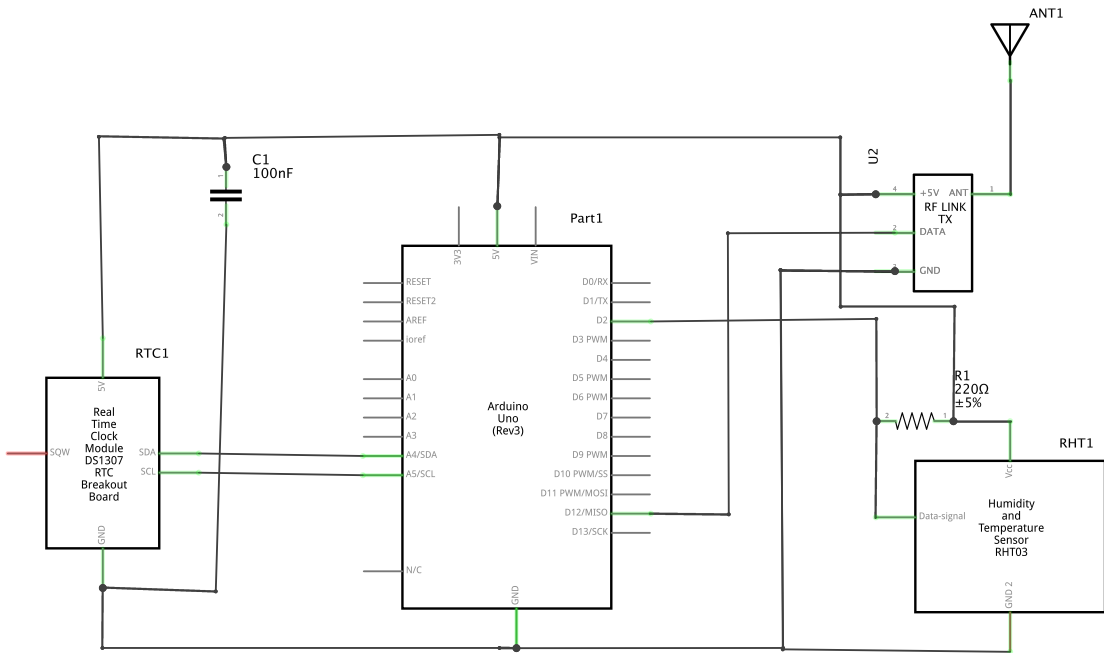 ANT1
C1
100nF
1
2
U2
4
+5V
ANT
1
RF LINK
TX
2
DATA
GND
Part1
3V3
5V
VIN
RESET
RESET2
AREF
ioref
A0
A1
A2
A3
A4/SDA
A5/SCL
N/C
Arduino
Uno
(Rev3)
D0/RX
D1/TX
D2
D3 PWM
D4
D5 PWM
D6 PWM
D7
D8
D9 PWM
D10 PWM/SS
D11 PWM/MOSI
D12/MISO
D13/SCK
GND
RTC1
5V
Real
Time
Clock
Module
DS1307
RTC
Breakout
Board
SQW
SDA
SCL
GND
R1
220Ω
±5%
2
1
RHT1
Vcc
Data-signal
Humidity
and
Temperature
Sensor
RHT03
GND 2